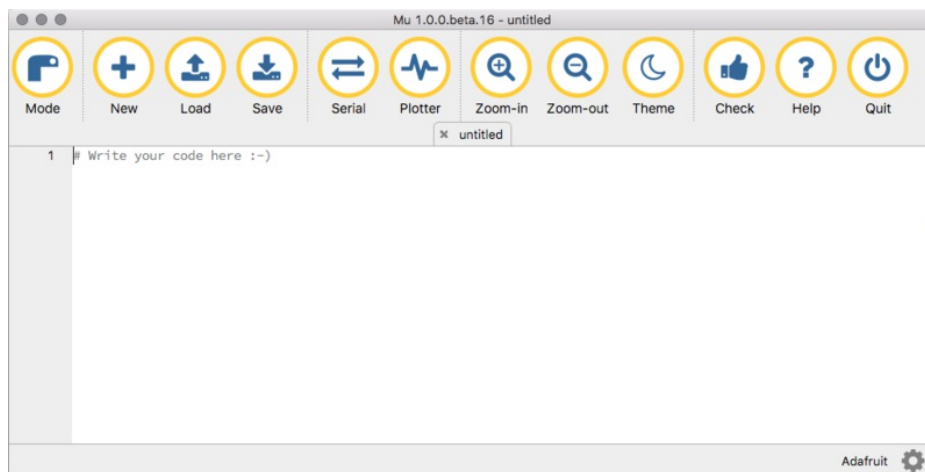 Mu 1.0.0.beta.16 - untitled
Mode New Load Save Serial Plotter Zoom-in Zoom-out Theme Check Help Quit
untitled
1 # Write your code here :-)
Adafruit